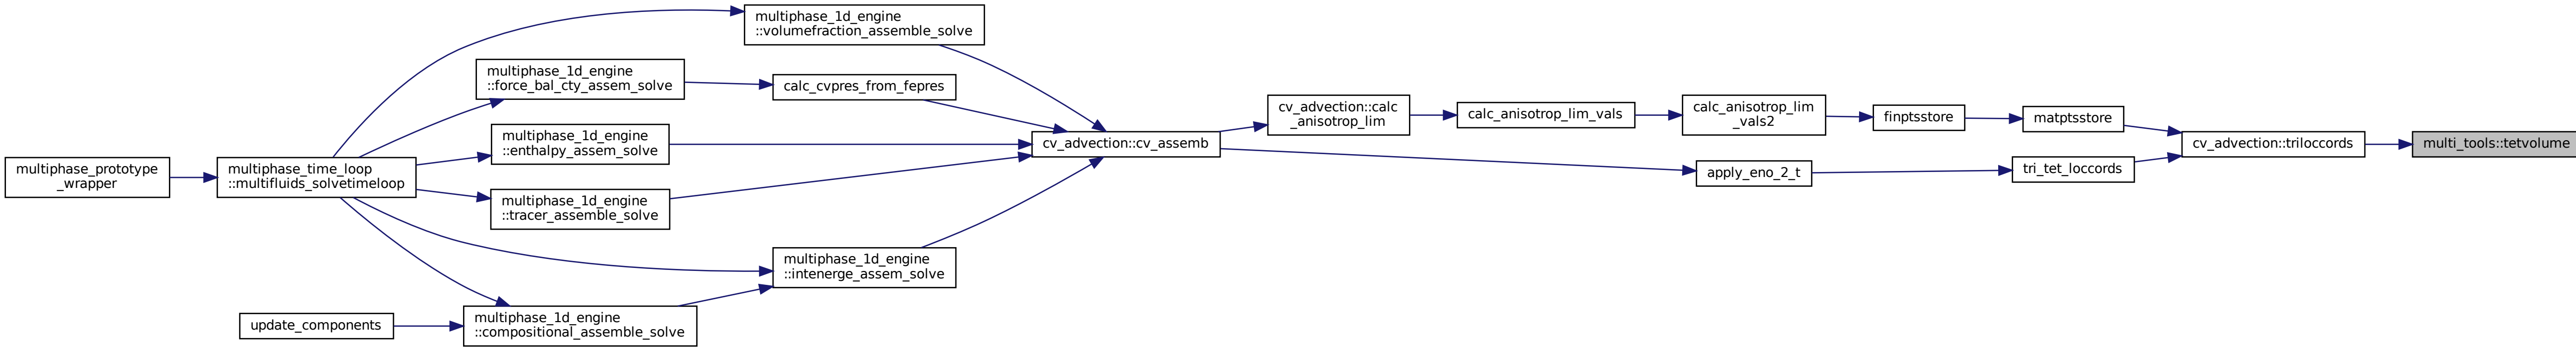 multiphase_prototype
_wrapper
multiphase_time_loop
::multifluids_solvetimeloop
update_components
multiphase_1d_engine
::volumefraction_assemble_solve
multiphase_1d_engine
::force_bal_cty_assem_solve
calc_cvpres_from_fepres
multiphase_1d_engine
::enthalpy_assem_solve
multiphase_1d_engine
::tracer_assemble_solve
multiphase_1d_engine
::intenerge_assem_solve
multiphase_1d_engine
::compositional_assemble_solve
cv_advection::cv_assemb
cv_advection::calc
_anisotrop_lim
calc_anisotrop_lim_vals
calc_anisotrop_lim
_vals2
finptsstore
matptsstore
apply_eno_2_t
tri_tet_loccords
cv_advection::triloccords
multi_tools::tetvolume